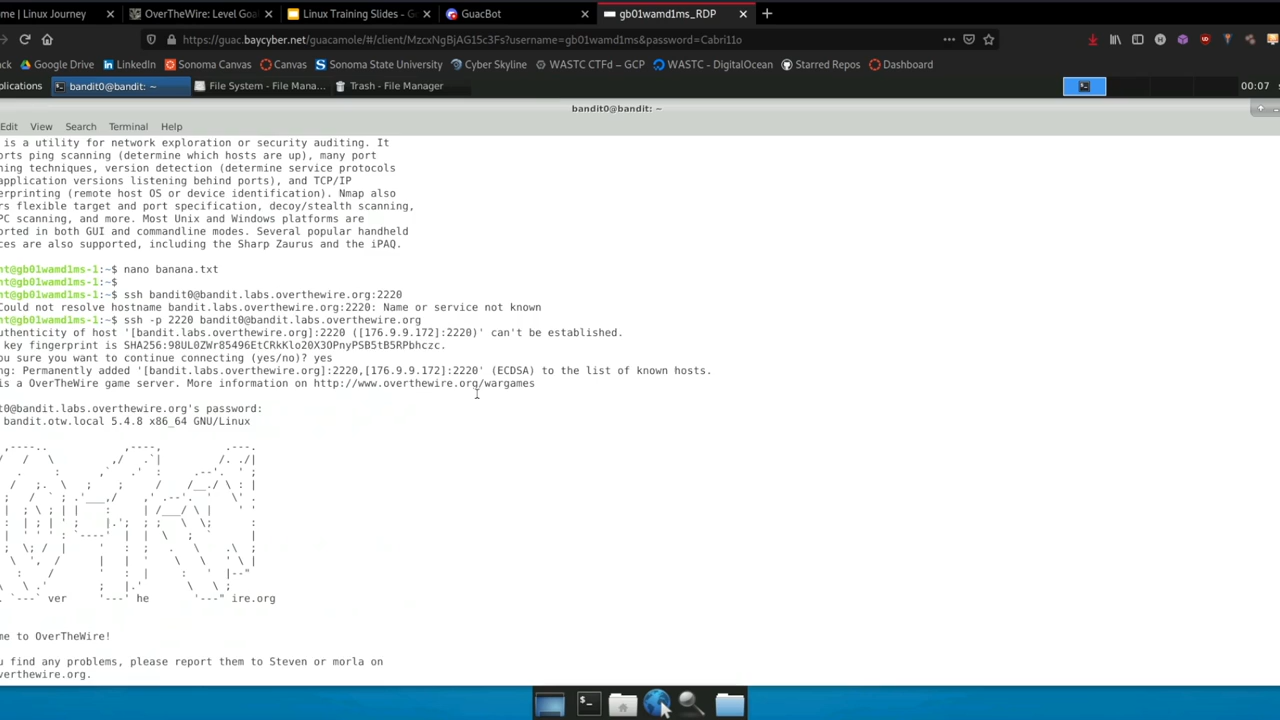 me | Linux Journey
OverTheWire: Level Goal
Linux Training Slides - G
GuacBot
gb01wamd1ms_RDP
https://guac.baycyber.net/guacamole/#/client/MzcxNgBjAG15c3Fs?username=gb01wamd1ms&password=Cabri11o
ck Google Drive LinkedIn Sonoma Canvas Canvas Sonoma State University Cyber Skyline WASTC CTFd – GCP WASTC - DigitalOcean Starred Repos Dashboard
plications bandit0@bandit: ~ File System - File Mana... Trash - File Manager 00:07
bandit0@bandit: ~
Edit View Search Terminal Help
is a utility for network exploration or security auditing. It
orts ping scanning (determine which hosts are up), many port
ning techniques, version detection (determine service protocols
application versions listening behind ports), and TCP/IP
erprinting (remote host OS or device identification). Nmap also
rs flexible target and port specification, decoy/stealth scanning,
PC scanning, and more. Most Unix and Windows platforms are
orted in both GUI and commandline modes. Several popular handheld
ces are also supported, including the Sharp Zaurus and the iPAQ.
nt@gb01wamd1ms-1:~$ nano banana.txt
nt@gb01wamd1ms-1:~$
nt@gb01wamd1ms-1:~$ ssh bandit0@bandit.labs.overthewire.org:2220
Could not resolve hostname bandit.labs.overthewire.org:2220: Name or service not known
nt@gb01wamd1ms-1:~$ ssh -p 2220 bandit0@bandit.labs.overthewire.org
uthenticity of host '[bandit.labs.overthewire.org]:2220 ([176.9.9.172]:2220)' can't be established.
key fingerprint is SHA256:98UL0ZWr85496EtCRkKlo20X3OPnyPSB5tB5RPbhczc.
ou sure you want to continue connecting (yes/no)? yes
ng: Permanently added '[bandit.labs.overthewire.org]:2220,[176.9.9.172]:2220' (ECDSA) to the list of known hosts.
is a OverTheWire game server. More information on http://www.overthewire.org/wargames
t0@bandit.labs.overthewire.org's password:
bandit.otw.local 5.4.8 x86_64 GNU/Linux
ver he ire.org
me to OverTheWire!
u find any problems, please report them to Steven or morla on
verthewire.org.